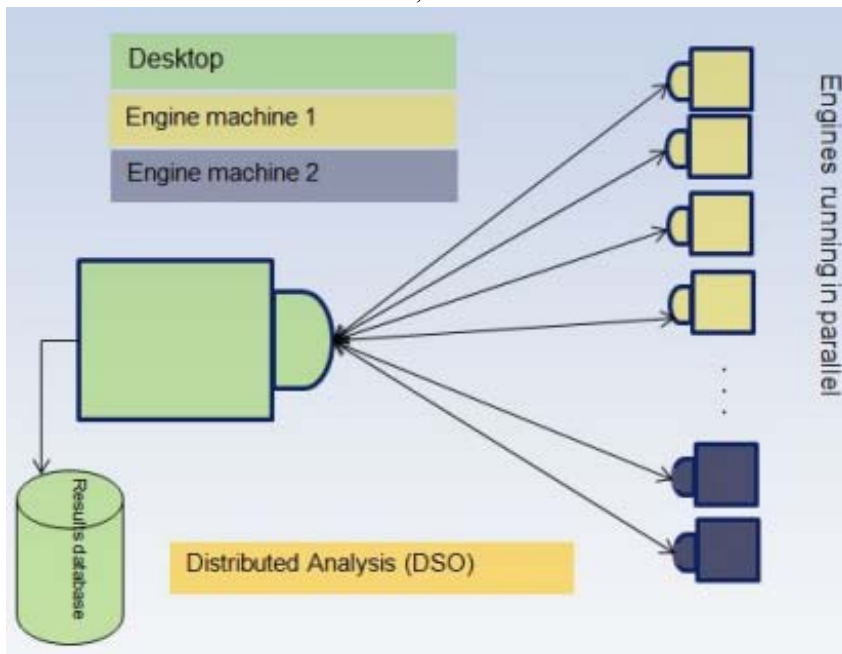 Desktop
Engine machine 1
Engine machine 2
Engines running in parallel
Results database
Distributed Analysis (DSO)